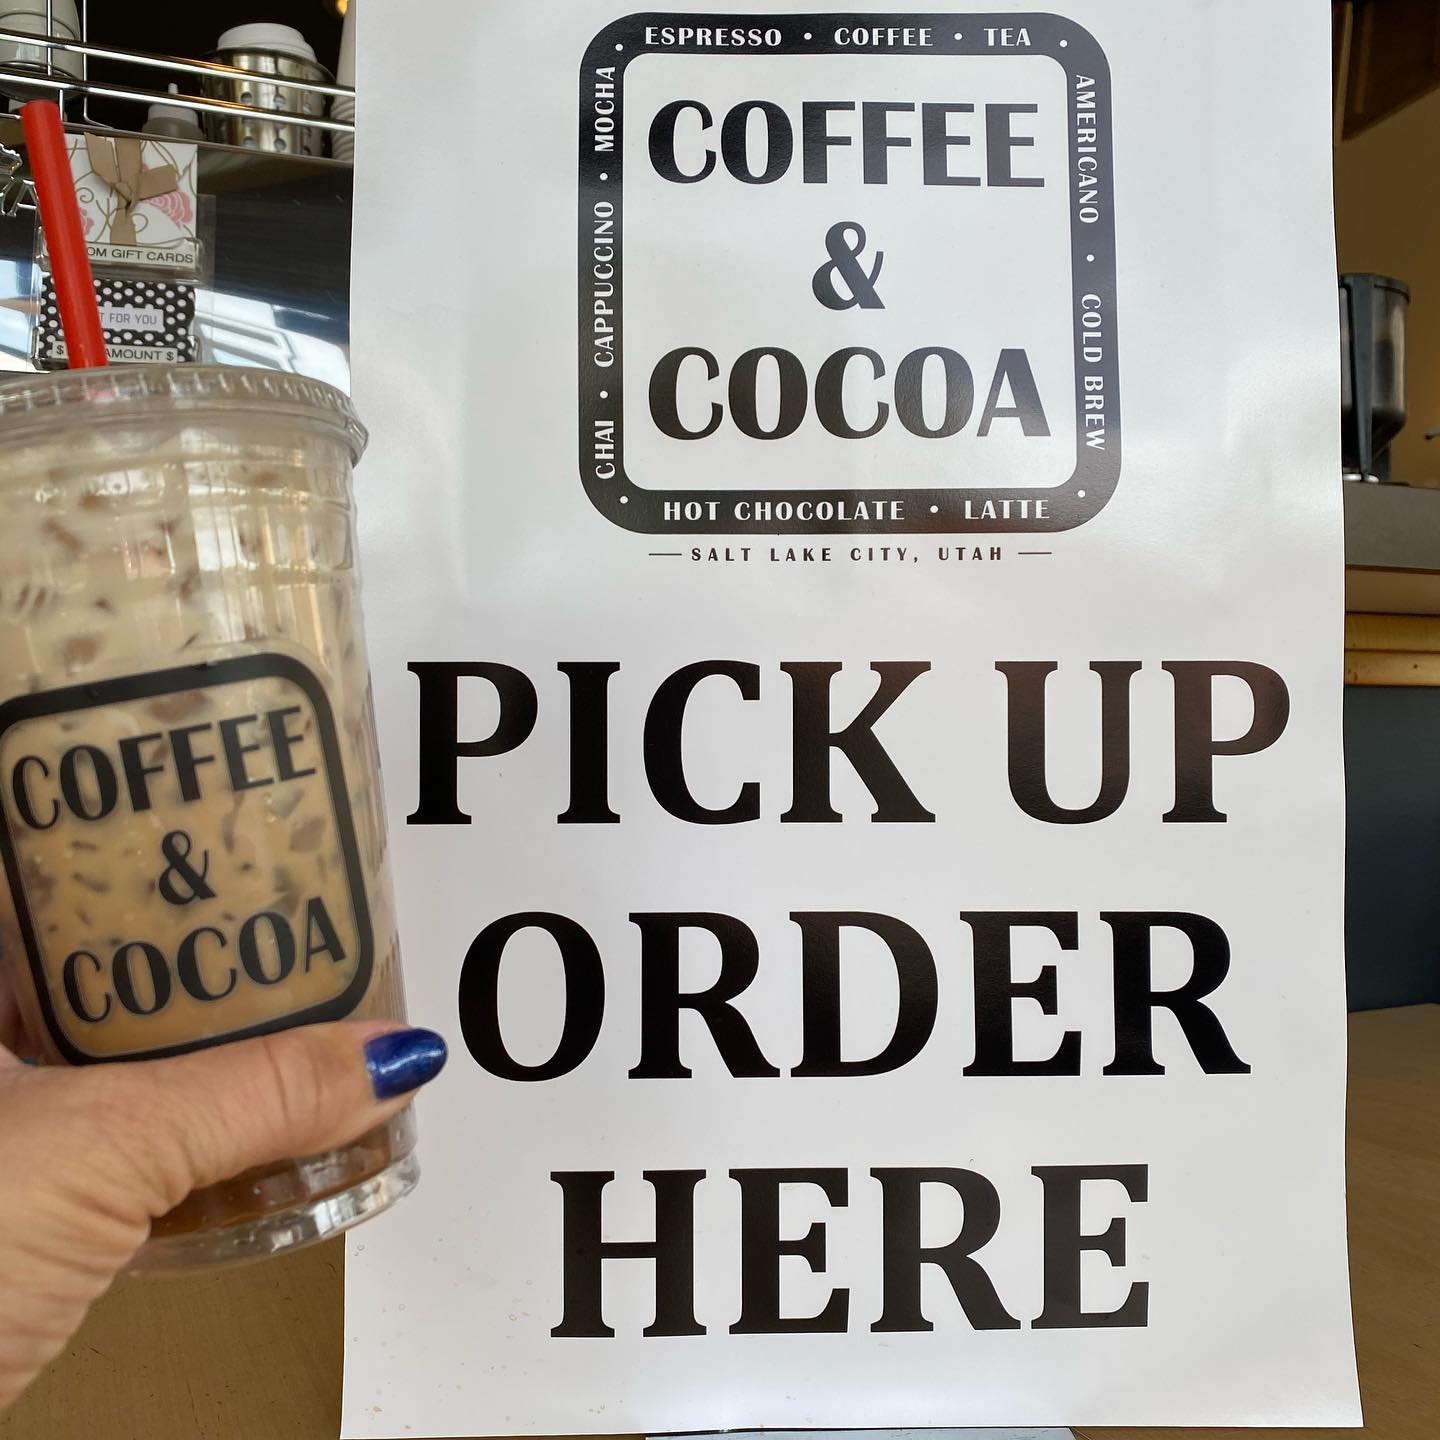 ESPRESSO • COFFEE • TEA
AMERICANO • COLD BREW
HOT CHOCOLATE • LATTE
CHAI • CAPPUCCINO • MOCHA
COFFEE
&
COCOA
SALT LAKE CITY, UTAH
PICK UP
ORDER
HERE
COFFEE
&
COCOA
GIFT CARDS
FOR YOU
$ AMOUNT $